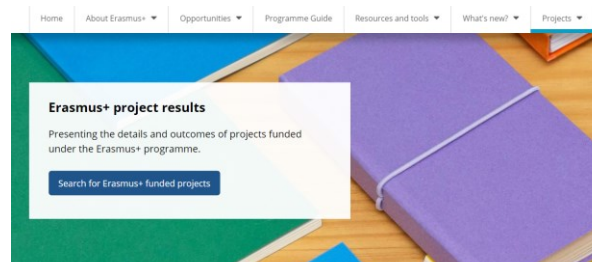 Home About Erasmus+ Opportunities Programme Guide Resources and tools What's new? Projects
Erasmus+ project results
Presenting the details and outcomes of projects funded
under the Erasmus+ programme.
Search for Erasmus+ funded projects